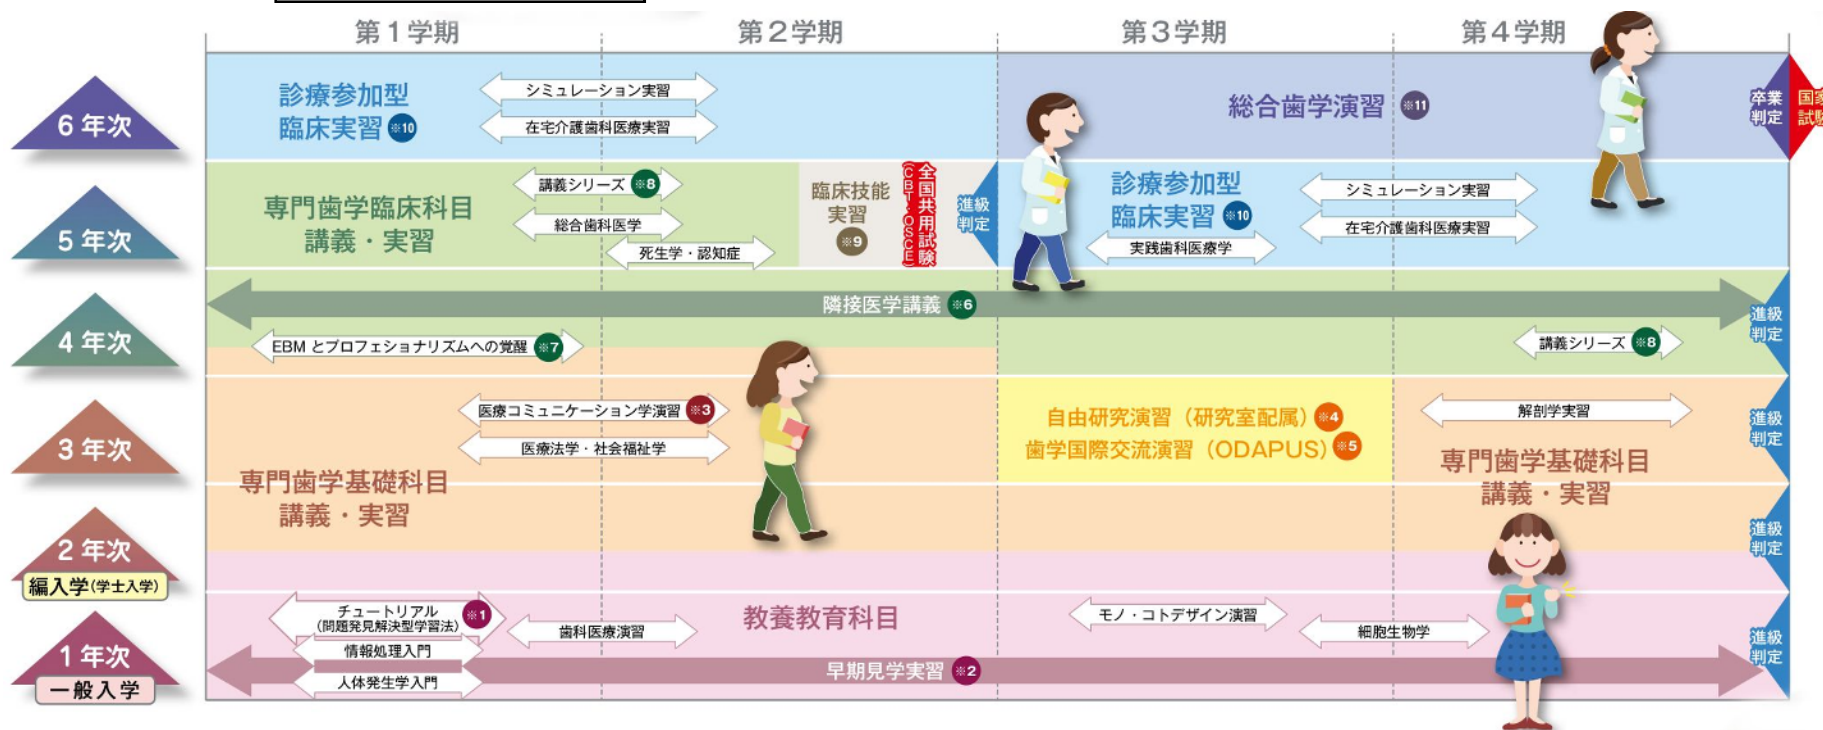 第1学期
第2学期
第3学期
第4学期
6年次
診療参加型
臨床実習 ※10
シミュレーション実習
在宅介護歯科医療実習
総合歯学演習 ※11
卒業
判定
国家
試験
5年次
専門歯学臨床科目
講義・実習
講義シリーズ ※8
総合歯科医学
死生学・認知症
臨床技能
実習
※9
全国共用試験
(CBT・OSCE)
進級
判定
診療参加型
臨床実習 ※10
シミュレーション実習
在宅介護歯科医療実習
実践歯科医療学
4年次
隣接医学講義 ※6
EBMとプロフェショナリズムへの覚醒 ※7
講義シリーズ ※8
進級
判定
3年次
医療コミュニケーション学演習 ※3
医療法学・社会福祉学
自由研究演習(研究室配属) ※4
歯学国際交流演習(ODAPUS) ※5
解剖学実習
進級
判定
専門歯学基礎科目
講義・実習
専門歯学基礎科目
講義・実習
2年次
編入学(学士入学)
進級
判定
1年次
一般入学
チュートリアル
(問題発見解決型学習法) ※1
情報処理入門
人体発生学入門
歯科医療演習
教養教育科目
モノ・コトデザイン演習
細胞生物学
早期見学実習 ※2
進級
判定